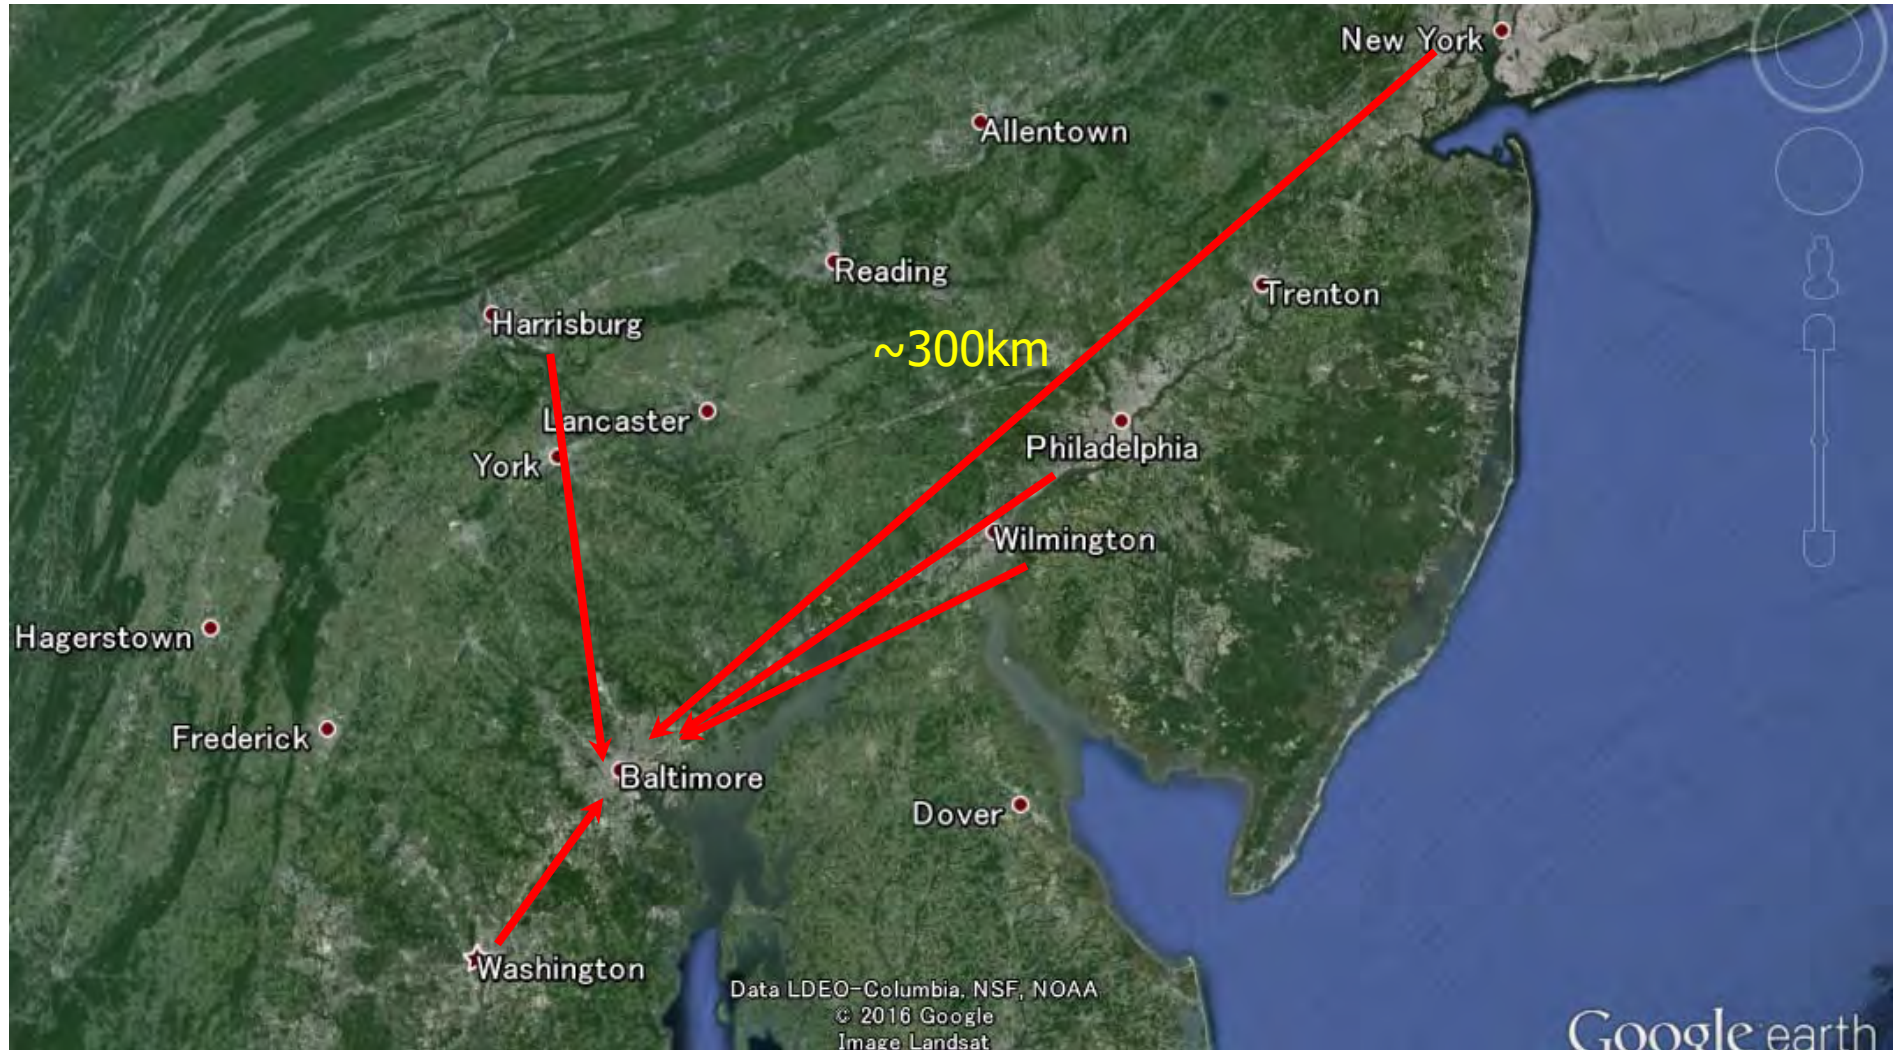 New York
Allentown
Reading
Trenton
Harrisburg
~300km
Lancaster
Philadelphia
York
Wilmington
Hagerstown
Frederick
Baltimore
Dover
Washington
Data LDEO-Columbia, NSF, NOAA
© 2016 Google
Image Landsat
Google earth